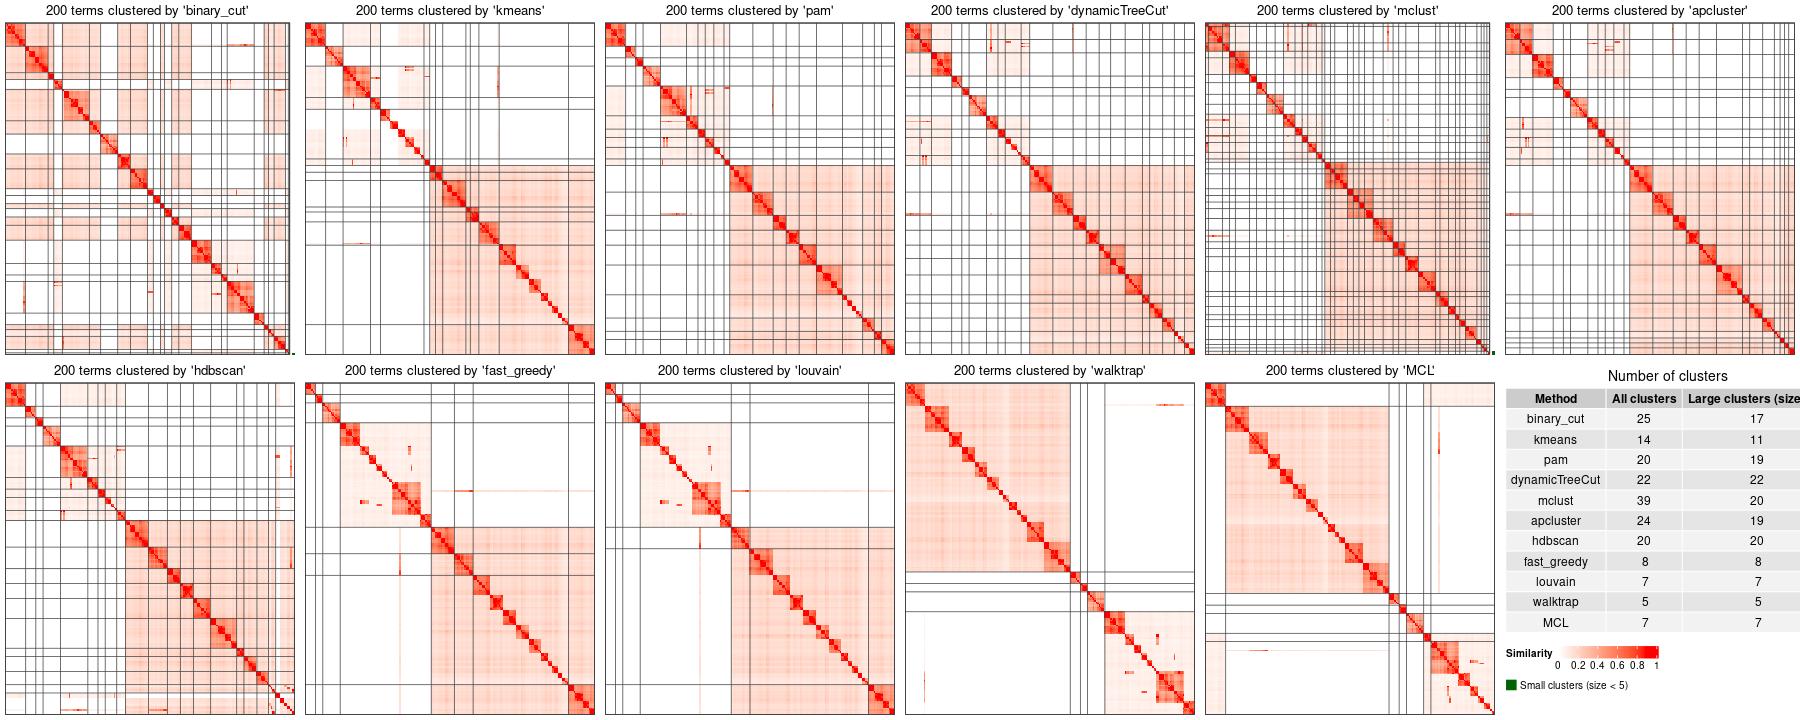 200 terms clustered by 'binary_cut'
200 terms clustered by 'kmeans'
200 terms clustered by 'pam'
200 terms clustered by 'dynamicTreeCut'
200 terms clustered by 'mclust'
200 terms clustered by 'apcluster'
200 terms clustered by 'hdbscan'
200 terms clustered by 'fast_greedy'
200 terms clustered by 'louvain'
200 terms clustered by 'walktrap'
200 terms clustered by 'MCL'
Number of clusters
Method All clusters Large clusters (size
binary_cut 25 17
kmeans 14 11
pam 20 19
dynamicTreeCut 22 22
mclust 39 20
apcluster 24 19
hdbscan 20 20
fast_greedy 8 8
louvain 7 7
walktrap 5 5
MCL 7 7
Similarity
0 0.2 0.4 0.6 0.8 1
Small clusters (size < 5)